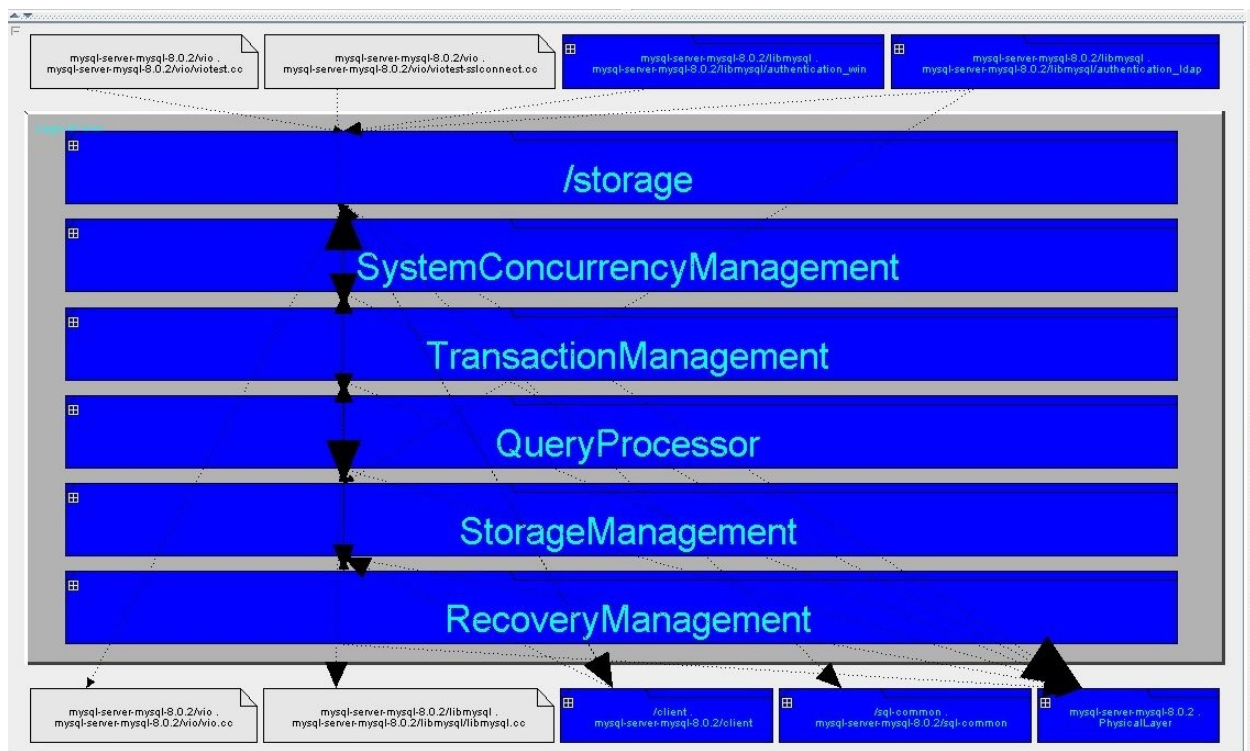 mysql-server-mysql-8.0.2/vio .
mysql-server-mysql-8.0.2/vio/viotest.cc
mysql-server-mysql-8.0.2/vio .
mysql-server-mysql-8.0.2/vio/viotest-sslconnect.cc
mysql-server-mysql-8.0.2/libmysql .
mysql-server-mysql-8.0.2/libmysql/authentication_win
mysql-server-mysql-8.0.2/libmysql .
mysql-server-mysql-8.0.2/libmysql/authentication_ldap
/storage
SystemConcurrencyManagement
TransactionManagement
QueryProcessor
StorageManagement
RecoveryManagement
mysql-server-mysql-8.0.2/vio .
mysql-server-mysql-8.0.2/vio/vio.cc
mysql-server-mysql-8.0.2/libmysql .
mysql-server-mysql-8.0.2/libmysql/libmysql.cc
/client .
mysql-server-mysql-8.0.2/client
/sql-common .
mysql-server-mysql-8.0.2/sql-common
mysql-server-mysql-8.0.2 .
PhysicalLayer